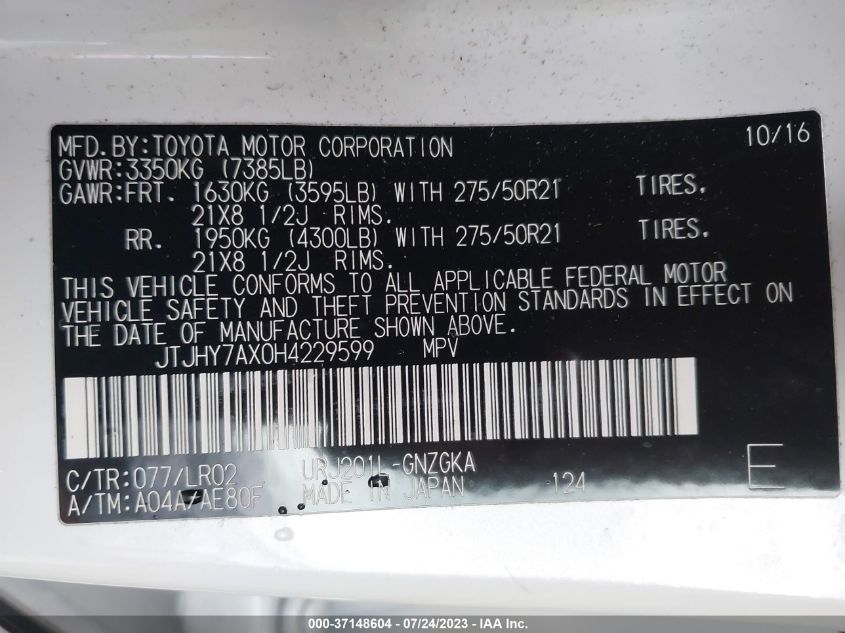 MFD. BY: TOYOTA MOTOR CORPORATION 10/16
GVWR: 3350KG (7385LB)
GAWR: FRT. 1630KG (3595LB) WITH 275/50R21 TIRES.
21X8 1/2J RIMS.
RR. 1950KG (4300LB) WITH 275/50R21 TIRES.
21X8 1/2J RIMS.
THIS VEHICLE CONFORMS TO ALL APPLICABLE FEDERAL MOTOR
VEHICLE SAFETY AND THEFT PREVENTION STANDARDS IN EFFECT ON
THE DATE OF MANUFACTURE SHOWN ABOVE.
JTJHY7AX0H4229599 MPV
C/TR: 077/LR02 URJ201L-GNZGKA E
A/TM: A04A/AE80F MADE IN JAPAN 124
000-37148604 / 07/24/2023 - IAA Inc.